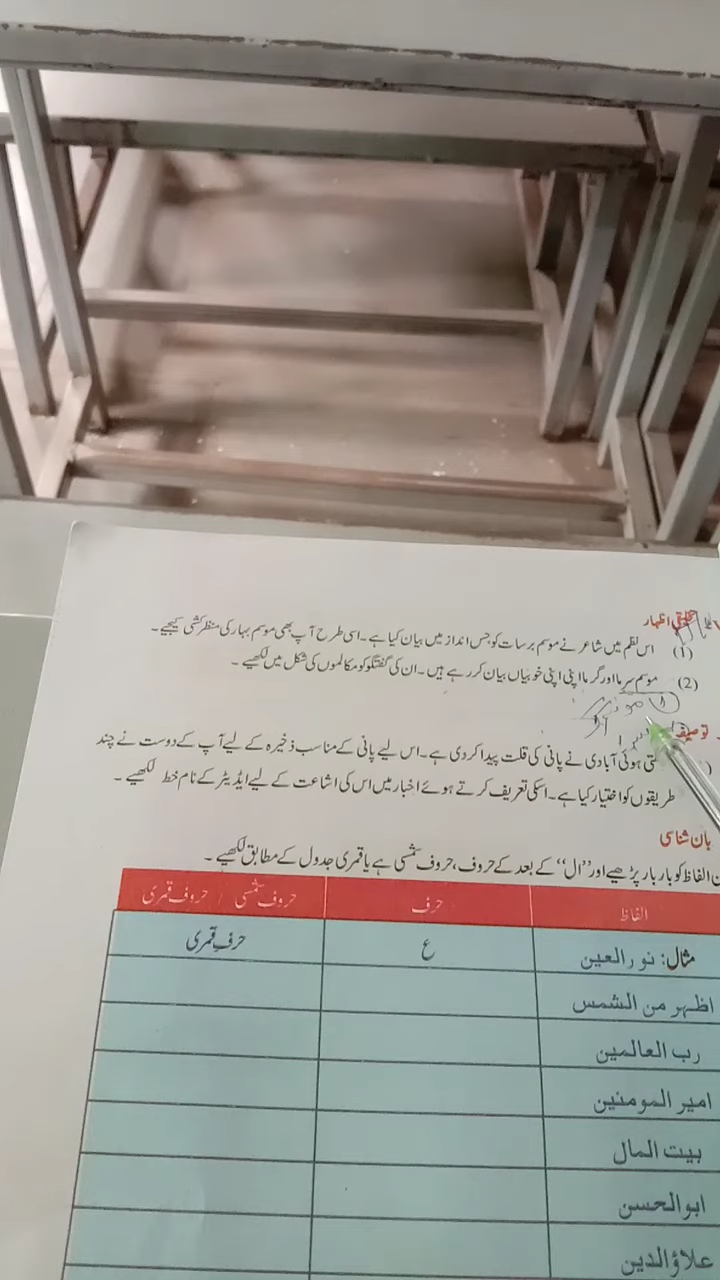 تخلیقی اظہار
(1) اس نظم میں شاعر نے موسم برسات کو جس انداز میں بیان کیا ہے۔ اسی طرح آپ بھی موسم بہار کی منظر کشی کیجیے۔
(2) موسم سرما اور گرما اپنی اپنی خوبیاں بیان کر رہے ہیں۔ ان کی گفتگو کو مکالموں کی شکل میں لکھیے۔
توصیف
تی ہوئی آبادی نے پانی کی قلت پیدا کردی ہے۔ اس لیے پانی کے مناسب ذخیرہ کے لیے آپ کے دوست نے چند
طریقوں کو اختیار کیا ہے۔ اسکی تعریف کرتے ہوئے اخبار میں اس کی اشاعت کے لیے ایڈیٹر کے نام خط لکھیے۔
بان شناسی
ن الفاظ کو بار بار پڑھیے اور ”ال“ کے بعد کے حروف، حروف شمسی ہے یا قمری جدول کے مطابق لکھیے۔
الفاظ حرف حروف شمسی / حروف قمری
مثال: نور العین ع حرف قمری
اظہر من الشمس
رب العالمین
امیر المومنین
بیت المال
ابوالحسن
علاؤالدین